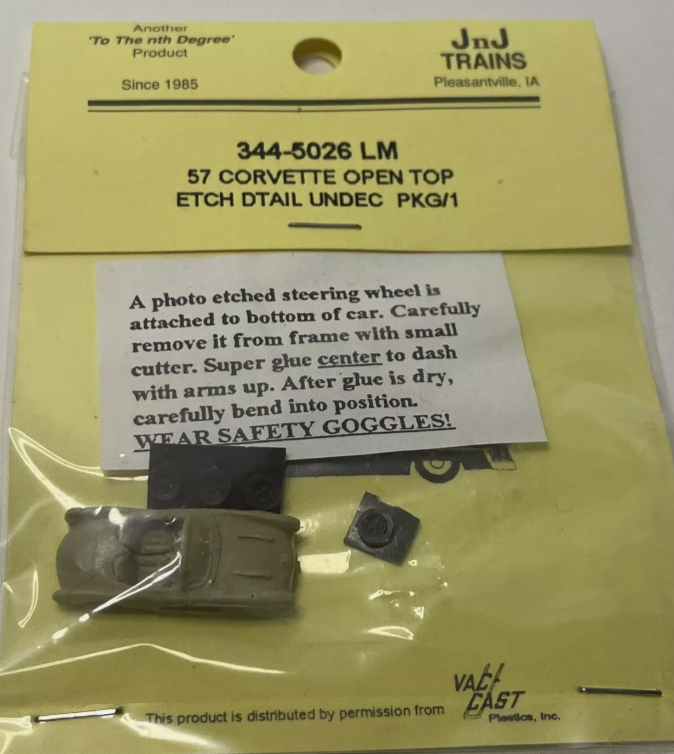 Another
'To The nth Degree'
Product
Since 1985
JnJ
TRAINS
Pleasantville, IA
344-5026 LM
57 CORVETTE OPEN TOP
ETCH DTAIL UNDEC PKG/1
A photo etched steering wheel is
attached to bottom of car. Carefully
remove it from frame with small
cutter. Super glue center to dash
with arms up. After glue is dry,
carefully bend into position.
WEAR SAFETY GOGGLES!
This product is distributed by permission from
VAC
CAST
Plastics, Inc.